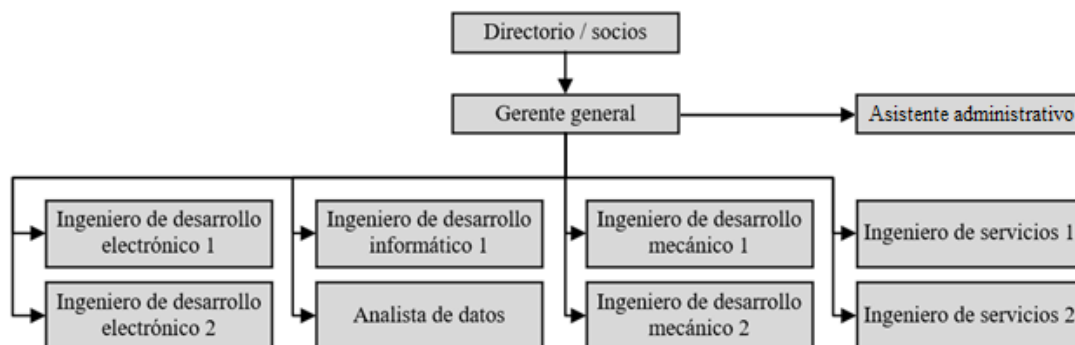 Directorio / socios
Gerente general
Asistente administrativo
Ingeniero de desarrollo
electrónico 1
Ingeniero de desarrollo
informático 1
Ingeniero de desarrollo
mecánico 1
Ingeniero de servicios 1
Ingeniero de desarrollo
electrónico 2
Analista de datos
Ingeniero de desarrollo
mecánico 2
Ingeniero de servicios 2